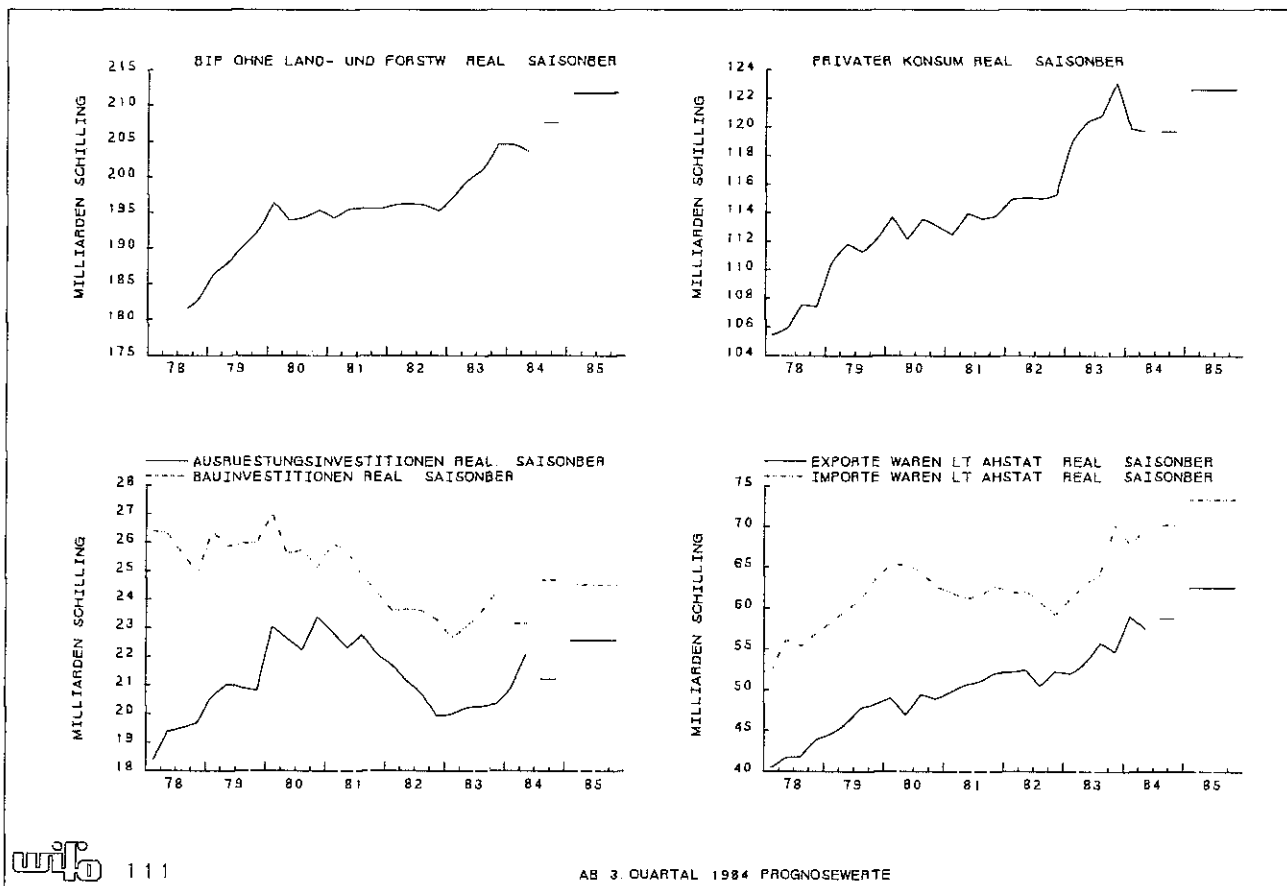 BIP OHNE LAND- UND FORSTW REAL SAISONBER
MILLIARDEN SCHILLING
215
210
205
200
195
190
185
180
175
78 79 80 81 82 83 84 85
PRIVATER KONSUM REAL SAISONBER
MILLIARDEN SCHILLING
124
122
120
118
116
114
112
110
108
106
104
78 79 80 81 82 83 84 85
AUSRUESTUNGSINVESTITIONEN REAL. SAISONBER
BAUINVESTITIONEN REAL SAISONBER
MILLIARDEN SCHILLING
28
27
26
25
24
23
22
21
20
19
18
78 79 80 81 82 83 84 85
EXPORTE WAREN LT AHSTAT REAL SAISONBER
IMPORTE WAREN LT AHSTAT REAL SAISONBER
MILLIARDEN SCHILLING
75
70
65
60
55
50
45
40
78 79 80 81 82 83 84 85
wifo 111
AB 3. QUARTAL 1984 PROGNOSEWERTE